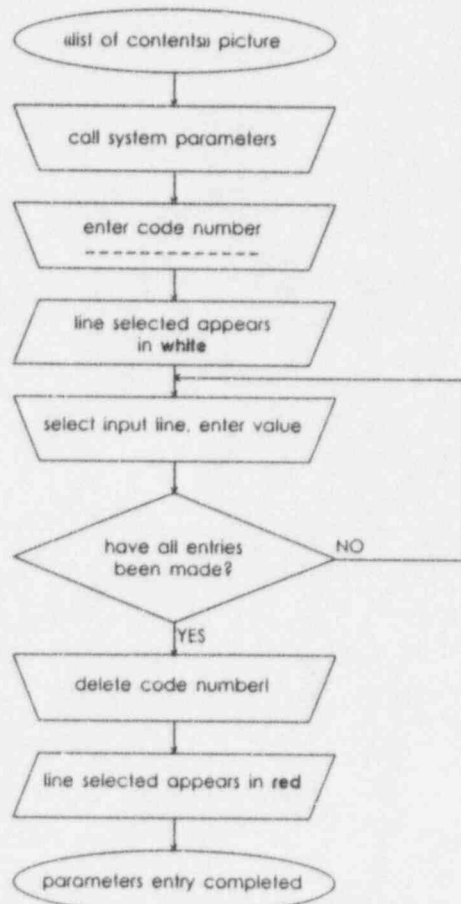 «list of contents» picture
call system parameters
enter code number
line selected appears
in white
select input line, enter value
have all entries
been made?
NO
YES
delete code number!
line selected appears in red
parameters entry completed